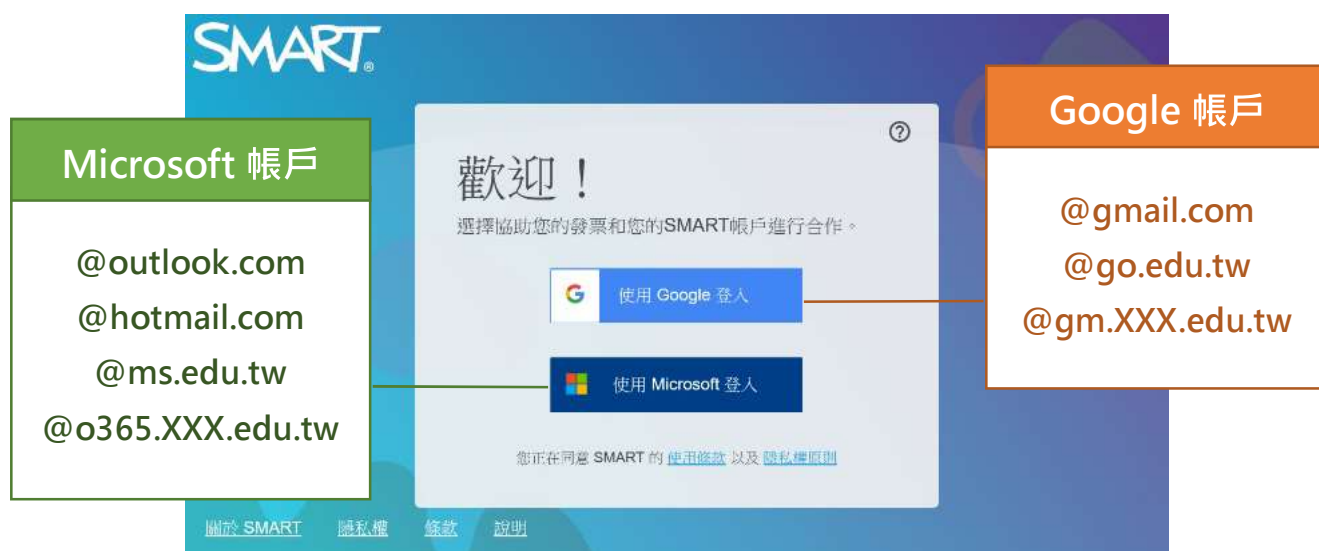 SMART®
Microsoft 帳戶
@outlook.com
@hotmail.com
@ms.edu.tw
@o365.XXX.edu.tw
歡迎！
選擇協助您的發票和您的SMART帳戶進行合作。
使用 Google 登入
使用 Microsoft 登入
您正在同意 SMART 的 使用條款 以及 隱私權原則
Google 帳戶
@gmail.com
@go.edu.tw
@gm.XXX.edu.tw
關於 SMART 隱私權 條款 說明